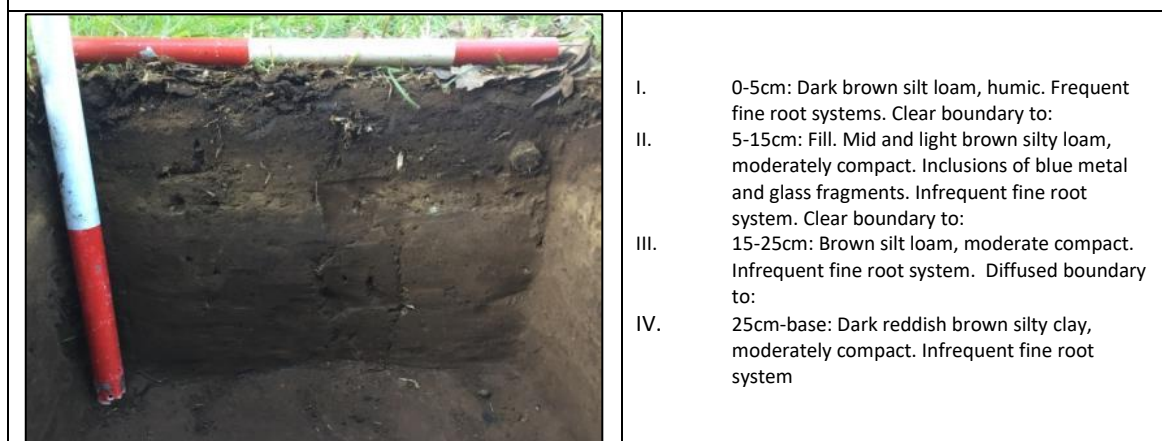 I. 0-5cm: Dark brown silt loam, humic. Frequent
fine root systems. Clear boundary to:
II. 5-15cm: Fill. Mid and light brown silty loam,
moderately compact. Inclusions of blue metal
and glass fragments. Infrequent fine root
system. Clear boundary to:
III. 15-25cm: Brown silt loam, moderate compact.
Infrequent fine root system. Diffused boundary
to:
IV. 25cm-base: Dark reddish brown silty clay,
moderately compact. Infrequent fine root
system